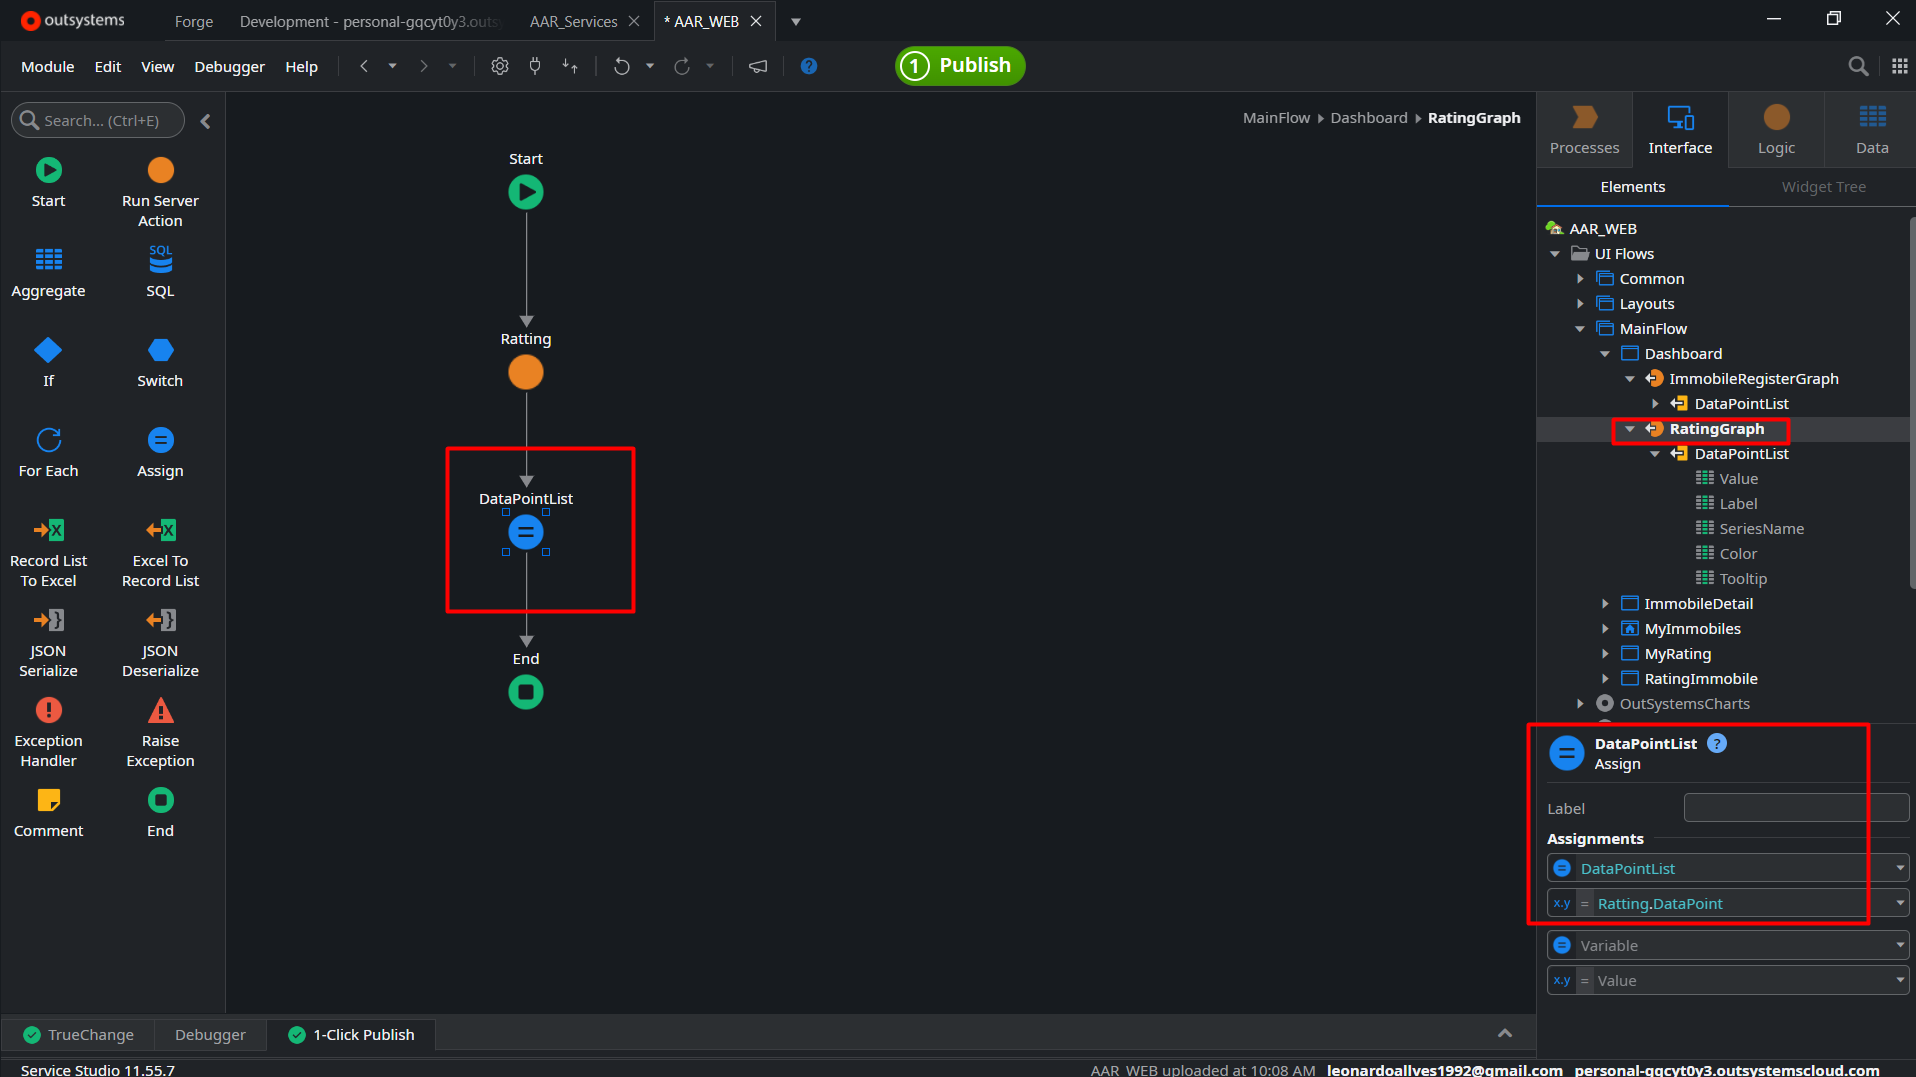 outsystems
Forge
Development - personal-gqcyt0y3.outs
AAR_Services
* AAR_WEB
Module Edit View Debugger Help
1 Publish
Search... (Ctrl+E)
Start
Run Server Action
Aggregate
SQL
SQL
If
Switch
For Each
Assign
Record List To Excel
Excel To Record List
JSON Serialize
JSON Deserialize
Exception Handler
Raise Exception
Comment
End
MainFlow Dashboard RatingGraph
Start
Ratting
DataPointList
End
Processes
Interface
Logic
Data
Elements
Widget Tree
AAR_WEB
UI Flows
Common
Layouts
MainFlow
Dashboard
ImmobileRegisterGraph
DataPointList
RatingGraph
DataPointList
Value
Label
SeriesName
Color
Tooltip
ImmobileDetail
MyImmobiles
MyRating
RatingImmobile
OutSystemsCharts
DataPointList ?
Assign
Label
Assignments
DataPointList
x.y = Ratting.DataPoint
Variable
x.y = Value
TrueChange
Debugger
1-Click Publish
Service Studio 11.55.7
AAR_WEB uploaded at 10:08 AM leonardoallves1992@gmail.com personal-gqcyt0y3.outsystemscloud.com